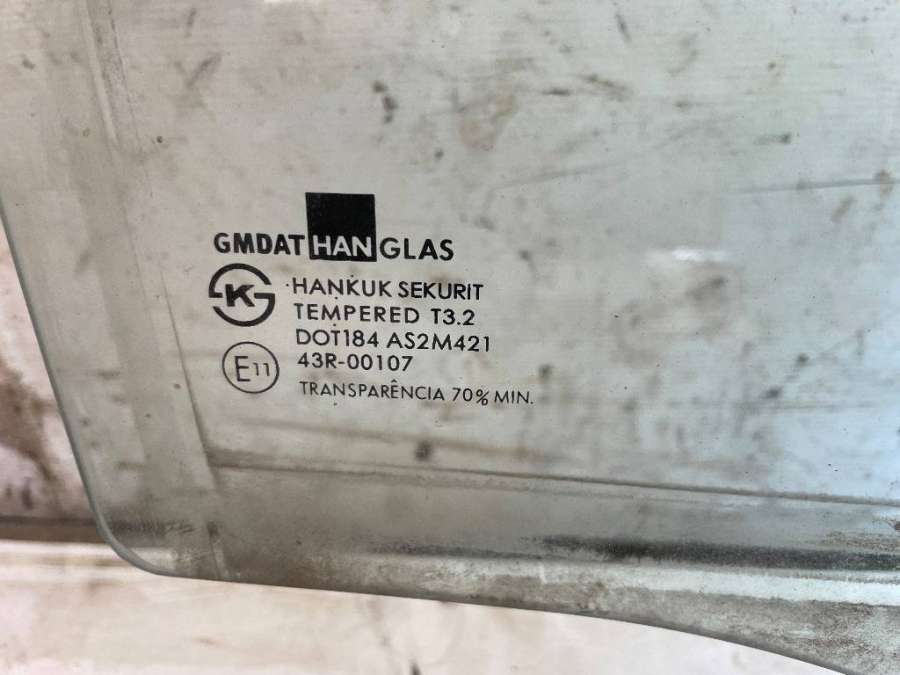 GMDAT HAN GLAS
K HANKUK SEKURIT
TEMPERED T3.2
DOT184 AS2M421
E11 43R-00107
TRANSPARÊNCIA 70% MIN.